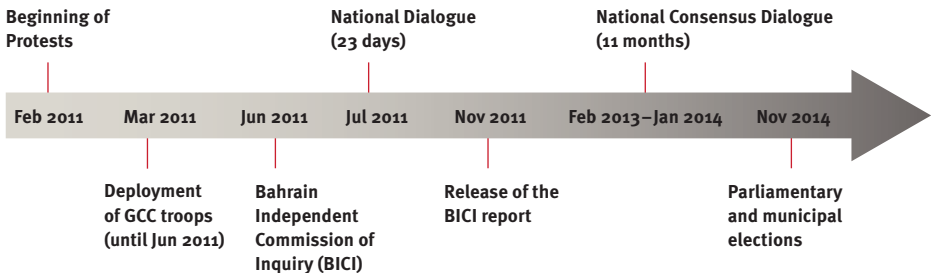 Beginning of
Protests
National Dialogue
(23 days)
National Consensus Dialogue
(11 months)
Feb 2011
Mar 2011
Jun 2011
Jul 2011
Nov 2011
Feb 2013–Jan 2014
Nov 2014
Deployment
of GCC troops
(until Jun 2011)
Bahrain
Independent
Commission of
Inquiry (BICI)
Release of the
BICI report
Parliamentary
and municipal
elections